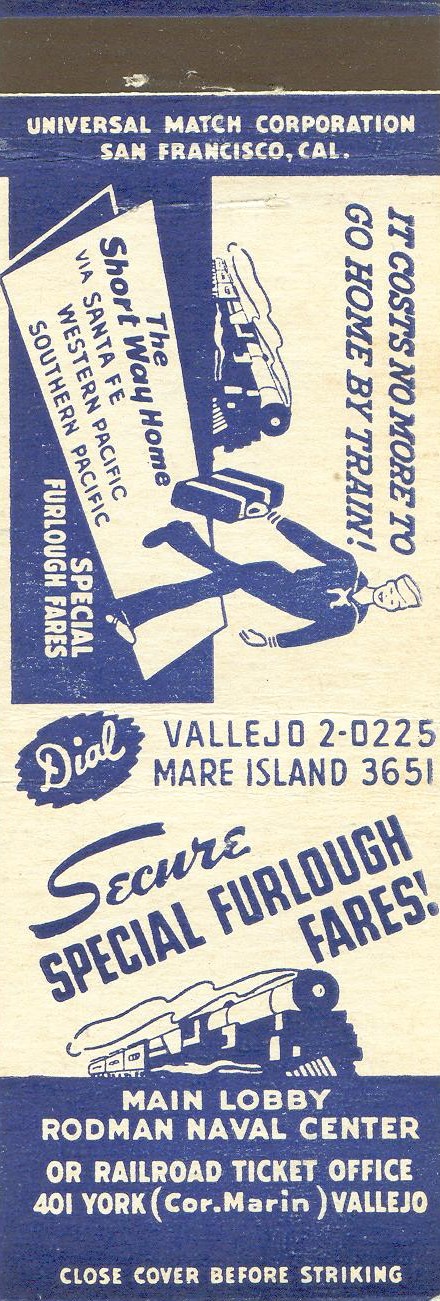 UNIVERSAL MATCH CORPORATION
SAN FRANCISCO, CAL.
IT COSTS NO MORE TO
GO HOME BY TRAIN!
The
Short Way Home
VIA SANTA FE
WESTERN PACIFIC
SOUTHERN PACIFIC
SPECIAL
FURLOUGH FARES
Dial
VALLEJO 2-0225
MARE ISLAND 3651
Secure
SPECIAL FURLOUGH
FARES!
MAIN LOBBY
RODMAN NAVAL CENTER
OR RAILROAD TICKET OFFICE
401 YORK (Cor. Marin) VALLEJO
CLOSE COVER BEFORE STRIKING